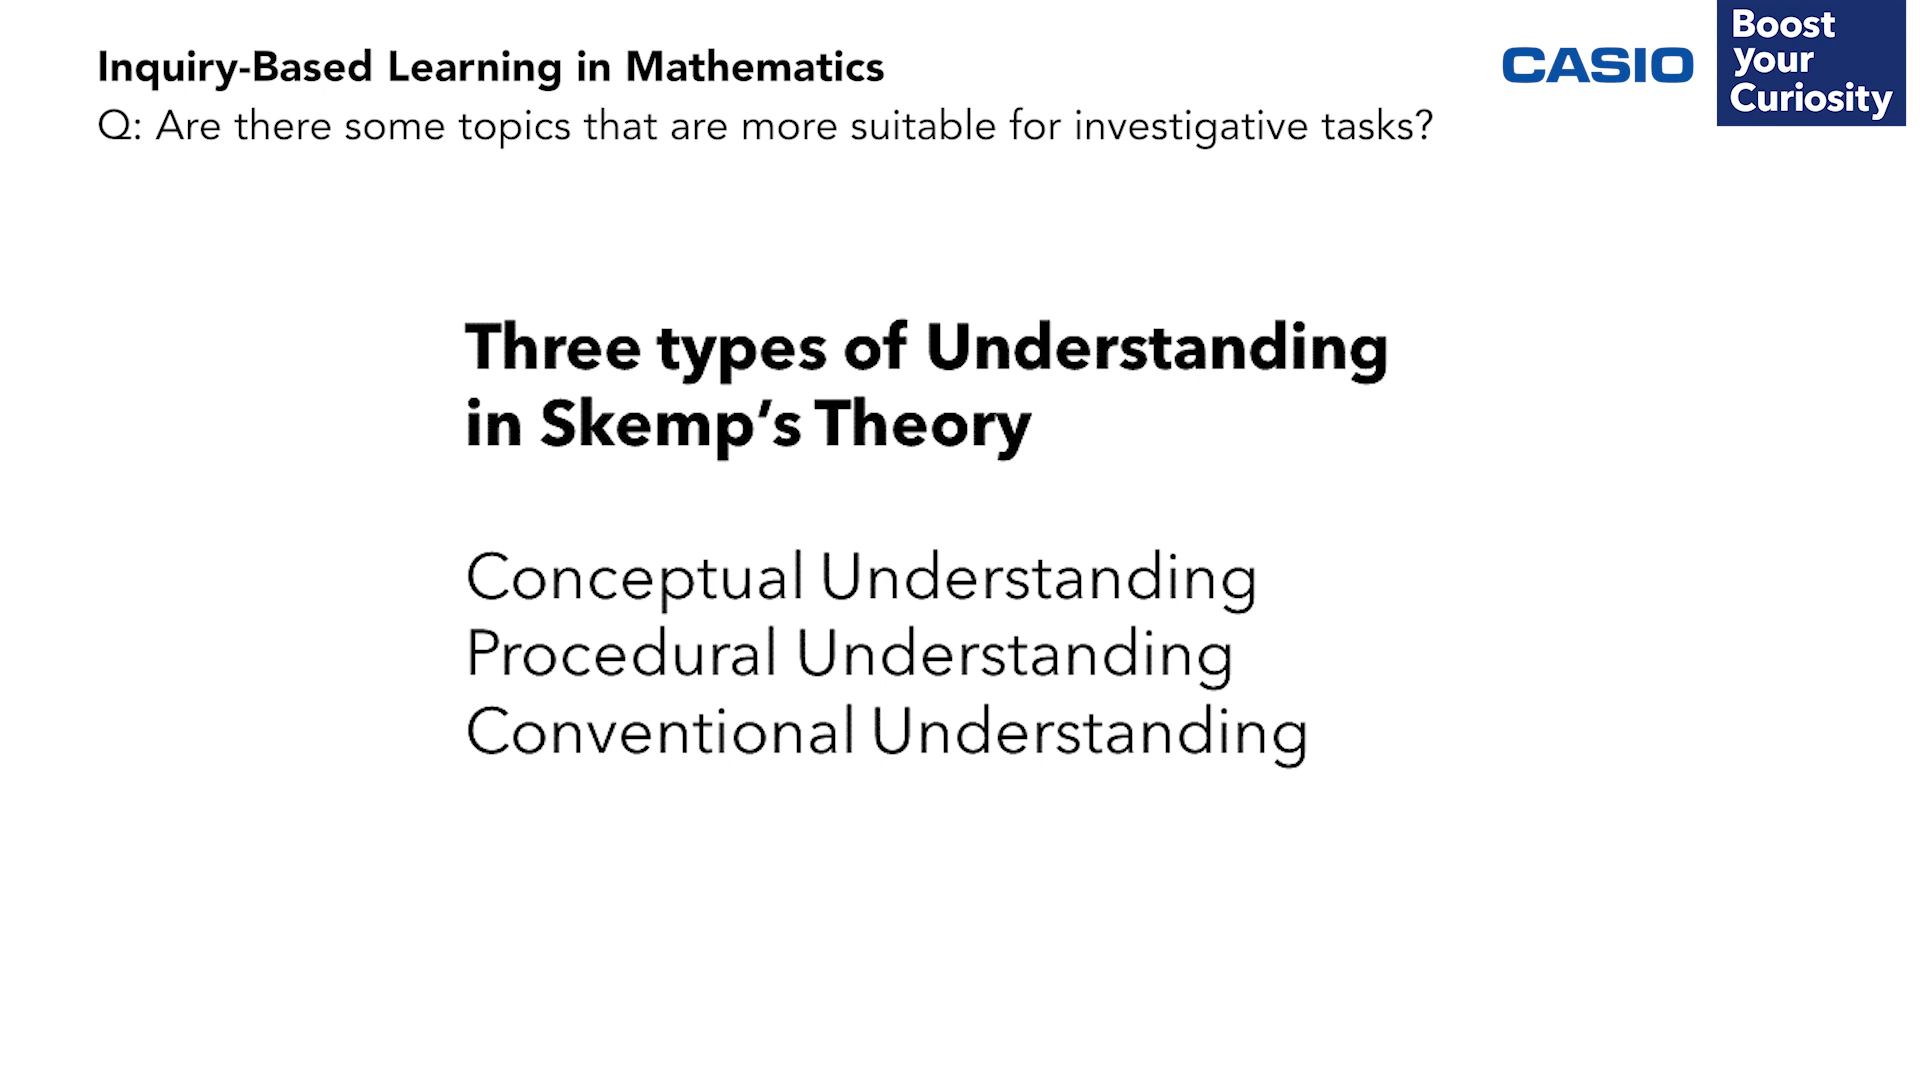 Inquiry-Based Learning in Mathematics
Q: Are there some topics that are more suitable for investigative tasks?
CASIO
Boost
Your
Curiosity
Three types of Understanding
in Skemp’s Theory
Conceptual Understanding
Procedural Understanding
Conventional Understanding